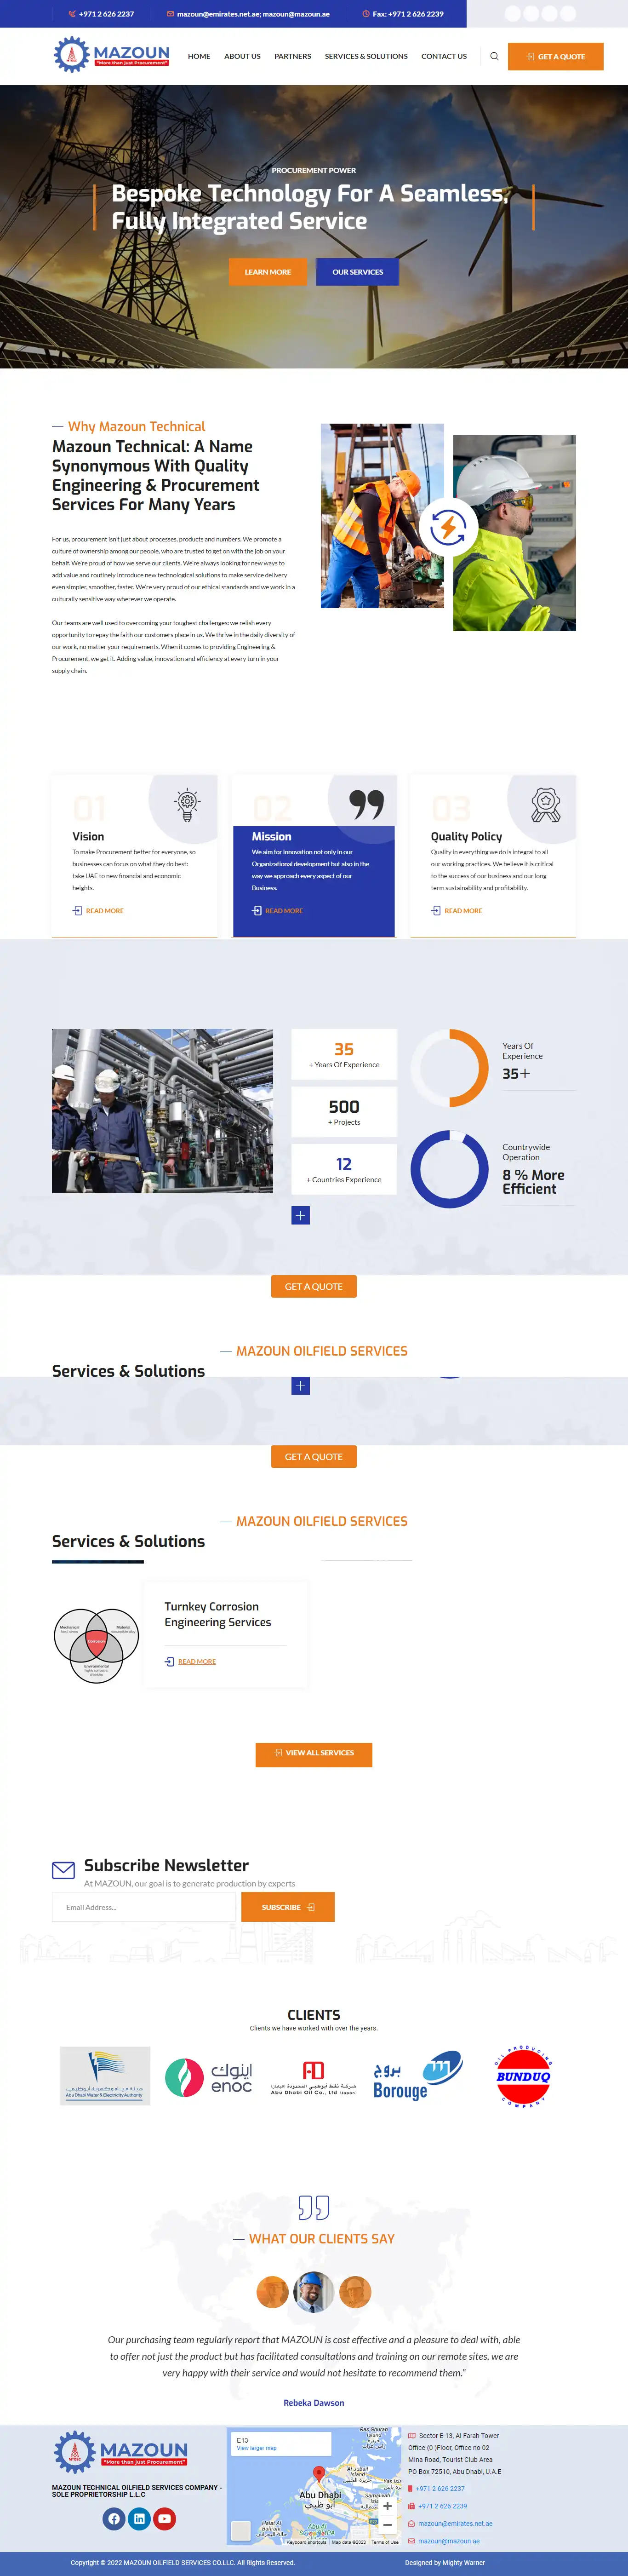 +971 2 626 2237
mazoun@emirates.net.ae; mazoun@mazoun.ae
Fax: +971 2 626 2239
MAZOUN
"More than just Procurement"
HOME
ABOUT US
PARTNERS
SERVICES & SOLUTIONS
CONTACT US
GET A QUOTE
PROCUREMENT POWER
Bespoke Technology For A Seamless,
Fully Integrated Service
LEARN MORE
OUR SERVICES
Why Mazoun Technical
Mazoun Technical: A Name
Synonymous With Quality
Engineering & Procurement
Services For Many Years
For us, procurement isn't just about processes, products and numbers. We promote a
culture of ownership among our people, who are trusted to get on with the job on your
behalf. We're proud of how we serve our clients. We're always looking for new ways to
add value and routinely introduce new technological solutions to make service delivery
even simpler, smoother, faster. We're very proud of our ethical standards and we work in a
culturally sensitive way wherever we operate.
Our teams are well used to overcoming your toughest challenges: we relish every
opportunity to repay the faith our customers place in us. We thrive in the daily diversity of
our work, no matter your requirements. When it comes to providing Engineering &
Procurement, we get it. Adding value, innovation and efficiency at every turn in your
supply chain.
01
Vision
To make Procurement better for everyone, so
businesses can focus on what they do best:
take UAE to new financial and economic
heights.
READ MORE
02
Mission
We aim for innovation not only in our
Organizational development but also in the
way we approach every aspect of our
Business.
READ MORE
03
Quality Policy
Quality in everything we do is integral to all
our working practices. We believe it is critical
to the success of our business and our long
term sustainability and profitability.
READ MORE
35
+ Years Of Experience
500
+ Projects
12
+ Countries Experience
Years Of
Experience
35+
Countrywide
Operation
8 % More
Efficient
GET A QUOTE
MAZOUN OILFIELD SERVICES
Services & Solutions
GET A QUOTE
MAZOUN OILFIELD SERVICES
Services & Solutions
Mechanical
Material
Corrosion
Environmental
Turnkey Corrosion
Engineering Services
READ MORE
VIEW ALL SERVICES
Subscribe Newsletter
At MAZOUN, our goal is to generate production by experts
Email Address...
SUBSCRIBE
CLIENTS
Clients we have worked with over the years.
هيئة مياه وكهرباء أبوظبي
Abu Dhabi Water & Electricity Authority
اينوك
enoc
شركة نفط أبوظبي المحدودة
Abu Dhabi Oil Co., Ltd
بروج
Borouge
OIL PRODUCING
BUNDUQ
COMPANY
WHAT OUR CLIENTS SAY
Our purchasing team regularly report that MAZOUN is cost effective and a pleasure to deal with, able
to offer not just the product but has facilitated consultations and training on our remote sites, we are
very happy with their service and would not hesitate to recommend them."
Rebeka Dawson
MAZOUN
"More than just Procurement"
MAZOUN TECHNICAL OILFIELD SERVICES COMPANY -
SOLE PROPRIETORSHIP L.L.C
E13
View larger map
Ras Ghurab
Al Jubail
Island
Abu Dhabi
أبو ظبي
Halat Al
Bahrani
Keyboard shortcuts
Map data ©2023
Terms of Use
Sector E-13, Al Farah Tower
Office (0 )Floor, Office no 02
Mina Road, Tourist Club Area
PO Box 72510, Abu Dhabi, U.A.E
+971 2 626 2237
+971 2 626 2239
mazoun@emirates.net.ae
mazoun@mazoun.ae
Copyright © 2022 MAZOUN OILFIELD SERVICES CO.LLC. All Rights Reserved.
Designed by Mighty Warner